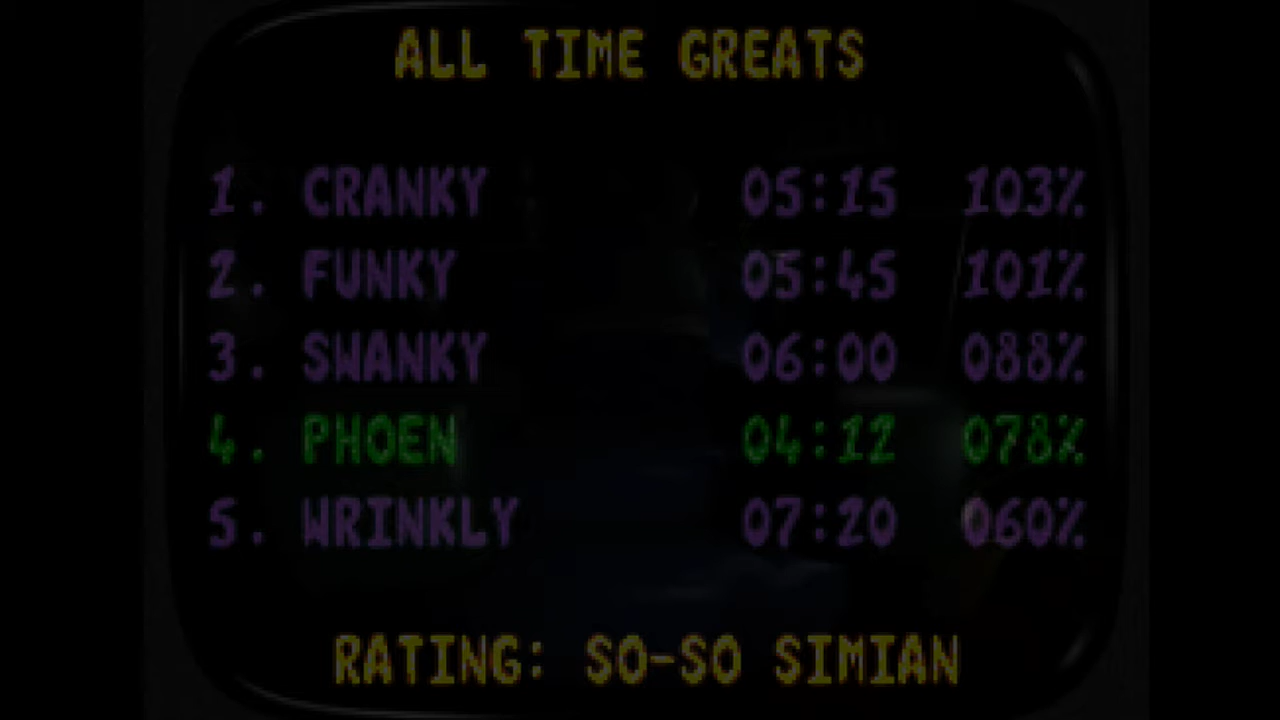 ALL TIME GREATS
1. CRANKY 05:15 103%
2. FUNKY 05:45 101%
3. SWANKY 06:00 088%
4. PHOEN 04:12 078%
5. WRINKLY 07:20 060%
RATING: SO-SO SIMIAN